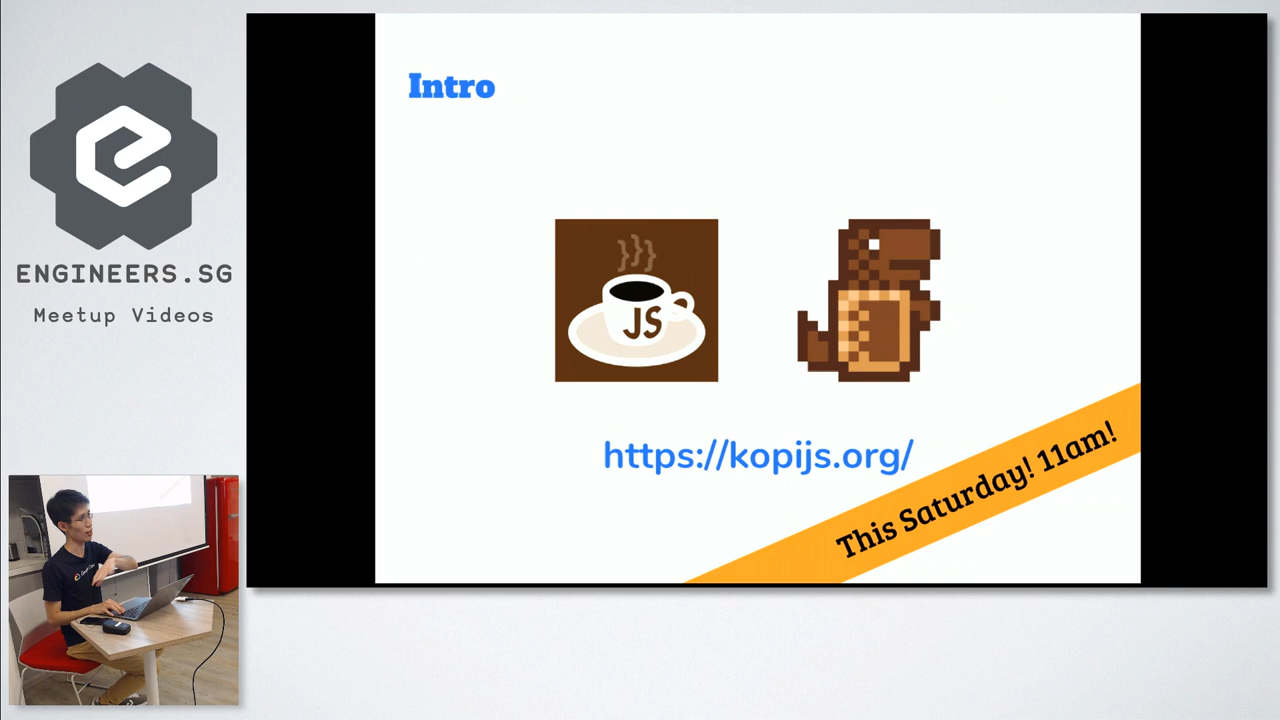 ENGINEERS.SG
Meetup Videos
Intro
JS
https://kopijs.org/
This Saturday! 11am!